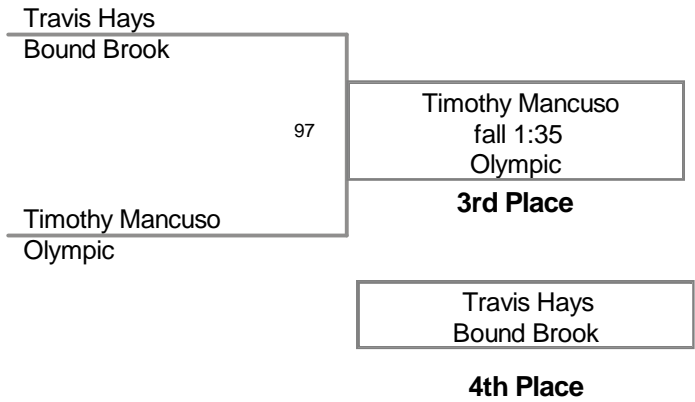 Travis Hays
Bound Brook
97
Timothy Mancuso
fall 1:35
Olympic
3rd Place
Timothy Mancuso
Olympic
Travis Hays
Bound Brook
4th Place